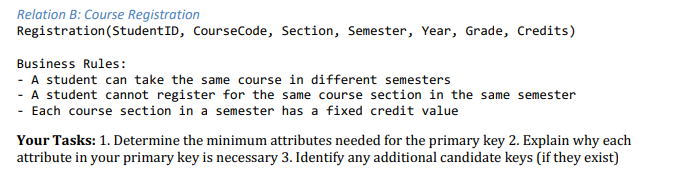 Relation B: Course Registration
Registration(StudentID, CourseCode, Section, Semester, Year, Grade, Credits)
Business Rules:
- A student can take the same course in different semesters
- A student cannot register for the same course section in the same semester
- Each course section in a semester has a fixed credit value
Your Tasks: 1. Determine the minimum attributes needed for the primary key 2. Explain why each
attribute in your primary key is necessary 3. Identify any additional candidate keys (if they exist)